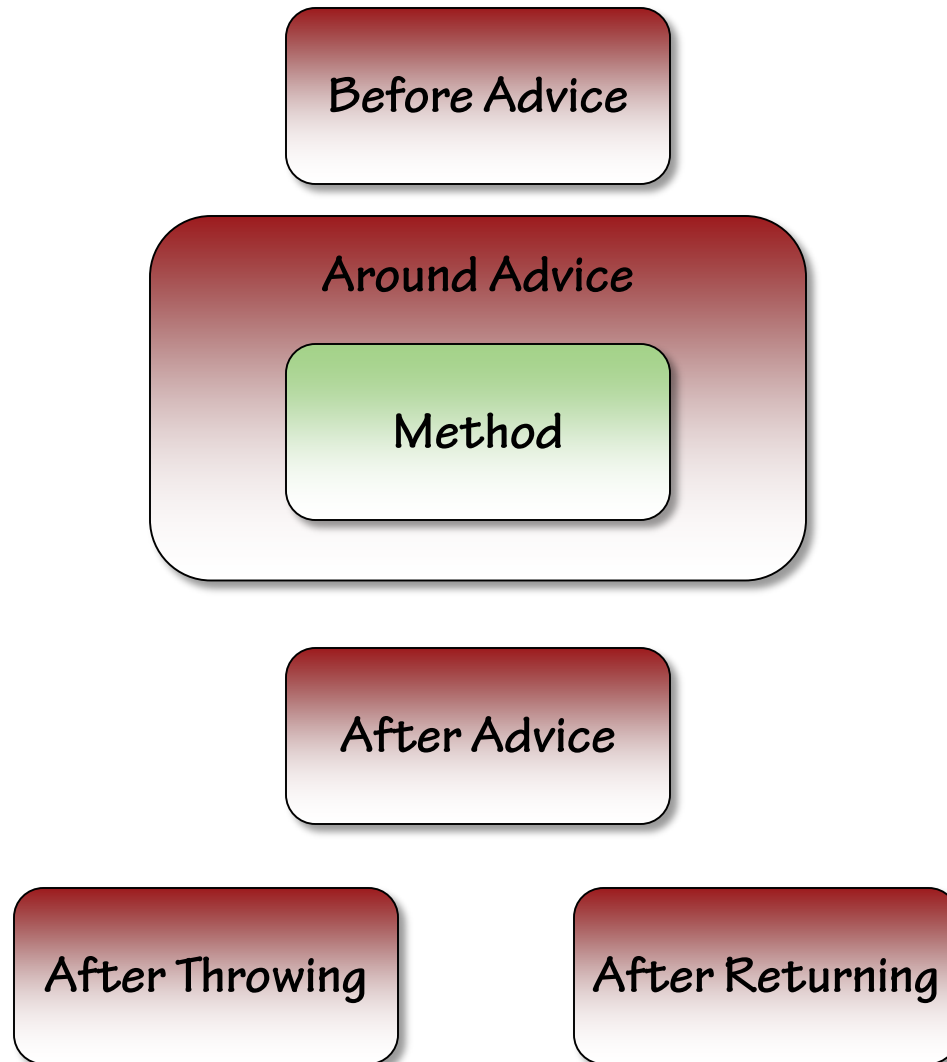 Before Advice
Around Advice
Method
After Advice
After Throwing
After Returning